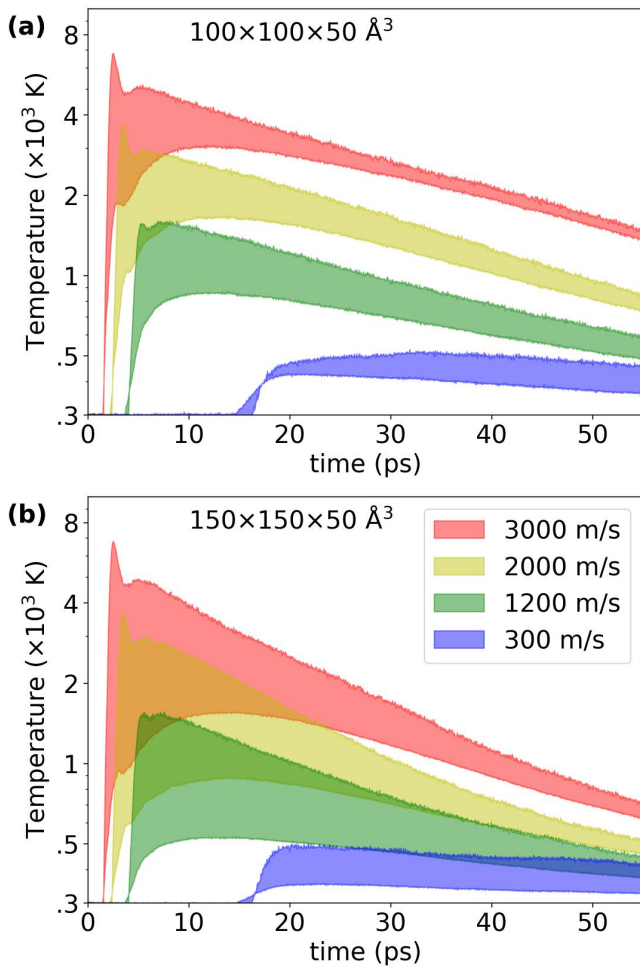 (a)
100×100×50 Å³
8
4
2
1
.5
.3
Temperature (×10³ K)
0 10 20 30 40 50
time (ps)
(b)
150×150×50 Å³
3000 m/s
2000 m/s
1200 m/s
300 m/s
8
4
2
1
.5
.3
Temperature (×10³ K)
0 10 20 30 40 50
time (ps)